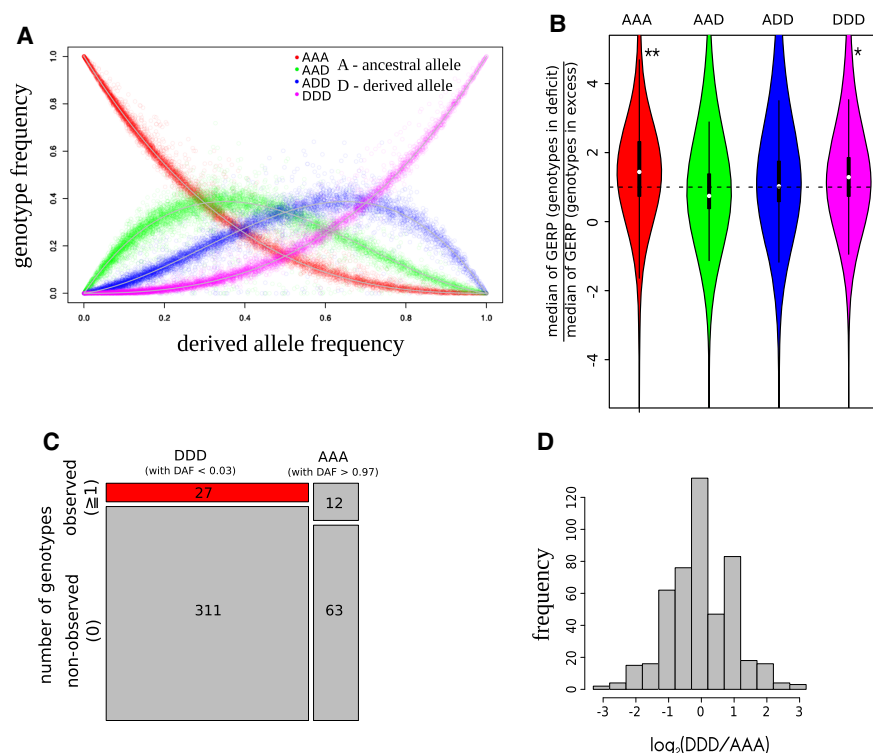 A
genotype frequency
1.0
0.8
0.6
0.4
0.2
0.0
AAA
AAD
ADD
DDD
A - ancestral allele
D - derived allele
0.0 0.2 0.4 0.6 0.8 1.0
derived allele frequency
B
AAA AAD ADD DDD
median of GERP (genotypes in deficit)
median of GERP (genotypes in excess)
4
2
0
-2
-4
** *
C
DDD AAA
(with DAF < 0.03) (with DAF > 0.97)
number of genotypes
observed
(≧1)
non-observed
(0)
27
12
311
63
D
frequency
120
100
80
60
40
20
0
-3 -2 -1 0 1 2 3
log₂(DDD/AAA)